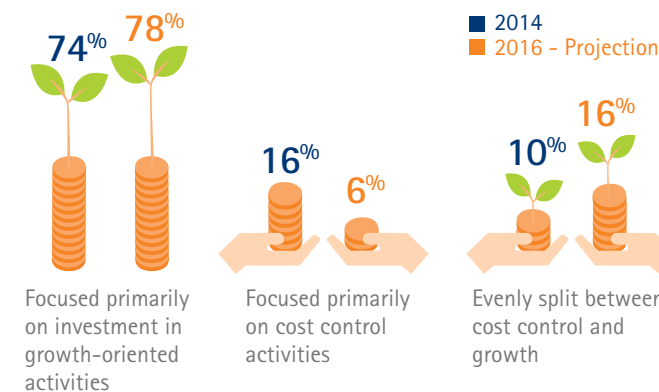 74%
78%
2014
2016 - Projection
16%
6%
10%
16%
Focused primarily
on investment in
growth-oriented
activities
Focused primarily
on cost control
activities
Evenly split between
cost control and
growth